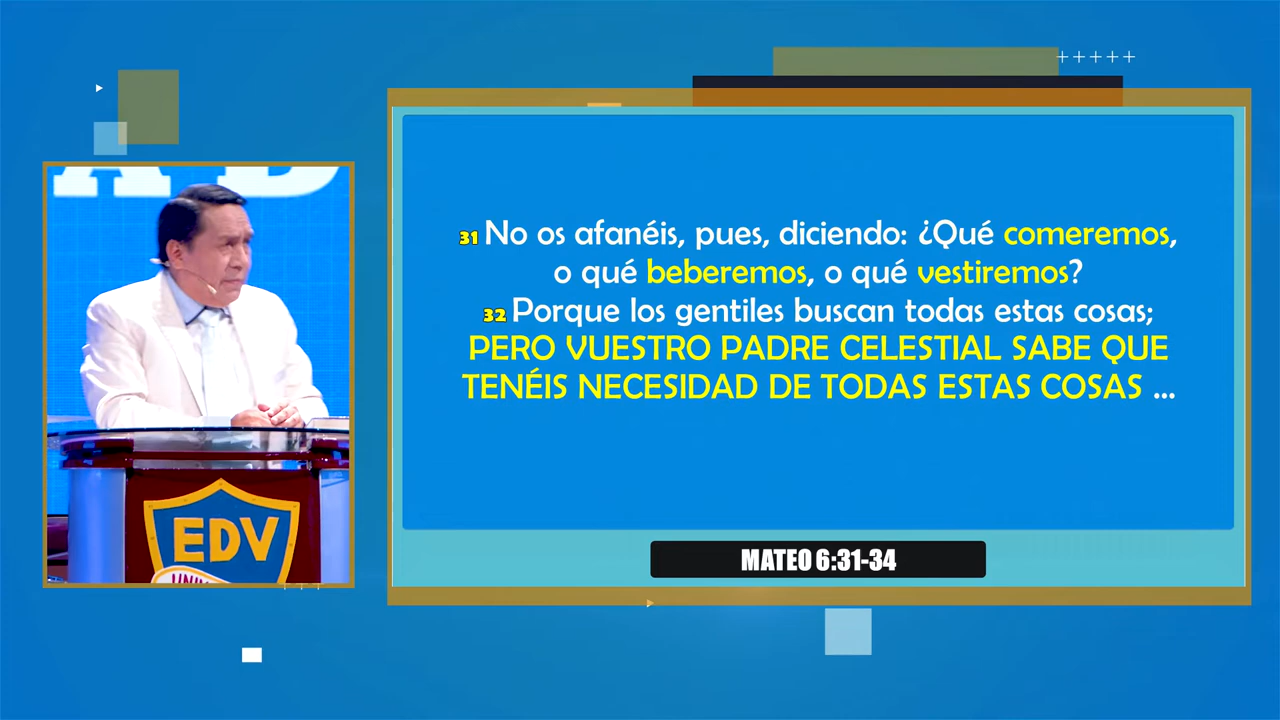 31 No os afanéis, pues, diciendo: ¿Qué comeremos,
o qué beberemos, o qué vestiremos?
32 Porque los gentiles buscan todas estas cosas;
PERO VUESTRO PADRE CELESTIAL SABE QUE
TENÉIS NECESIDAD DE TODAS ESTAS COSAS ...
MATEO 6:31-34
EDV